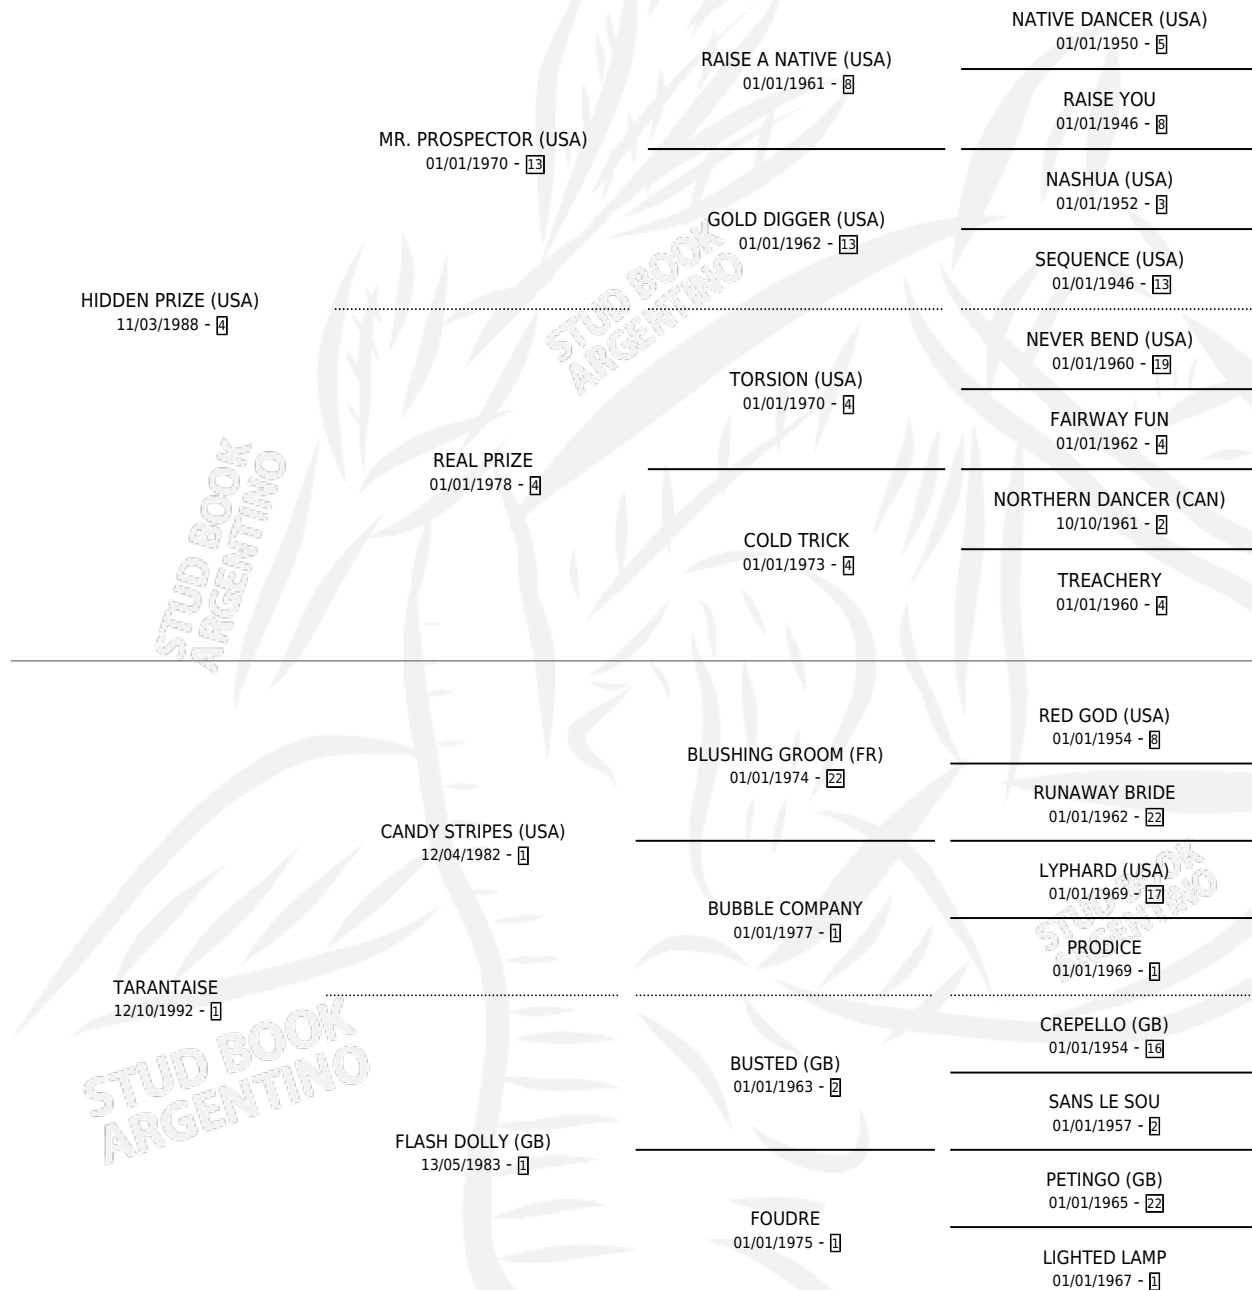 NATIVE DANCER (USA)
01/01/1950 - 5
RAISE A NATIVE (USA)
01/01/1961 - 8
RAISE YOU
01/01/1946 - 8
MR. PROSPECTOR (USA)
01/01/1970 - 13
NASHUA (USA)
01/01/1952 - 3
GOLD DIGGER (USA)
01/01/1962 - 13
SEQUENCE (USA)
01/01/1946 - 13
HIDDEN PRIZE (USA)
11/03/1988 - 4
NEVER BEND (USA)
01/01/1960 - 19
TORSION (USA)
01/01/1970 - 4
FAIRWAY FUN
01/01/1962 - 4
REAL PRIZE
01/01/1978 - 4
NORTHERN DANCER (CAN)
10/10/1961 - 2
COLD TRICK
01/01/1973 - 4
TREACHERY
01/01/1960 - 4
STUD BOOK
ARGENTINO
STUD BOOK
ARGENTINO
RED GOD (USA)
01/01/1954 - 8
BLUSHING GROOM (FR)
01/01/1974 - 22
RUNAWAY BRIDE
01/01/1962 - 22
CANDY STRIPES (USA)
12/04/1982 - 1
LYPHARD (USA)
01/01/1969 - 17
BUBBLE COMPANY
01/01/1977 - 1
PRODICE
01/01/1969 - 1
STUD BOOK
ARGENTINO
TARANTAISE
12/10/1992 - 1
CREPELLO (GB)
01/01/1954 - 16
BUSTED (GB)
01/01/1963 - 2
SANS LE SOU
01/01/1957 - 2
STUD BOOK
ARGENTINO
FLASH DOLLY (GB)
13/05/1983 - 1
PETINGO (GB)
01/01/1965 - 22
FOUDRE
01/01/1975 - 1
LIGHTED LAMP
01/01/1967 - 1